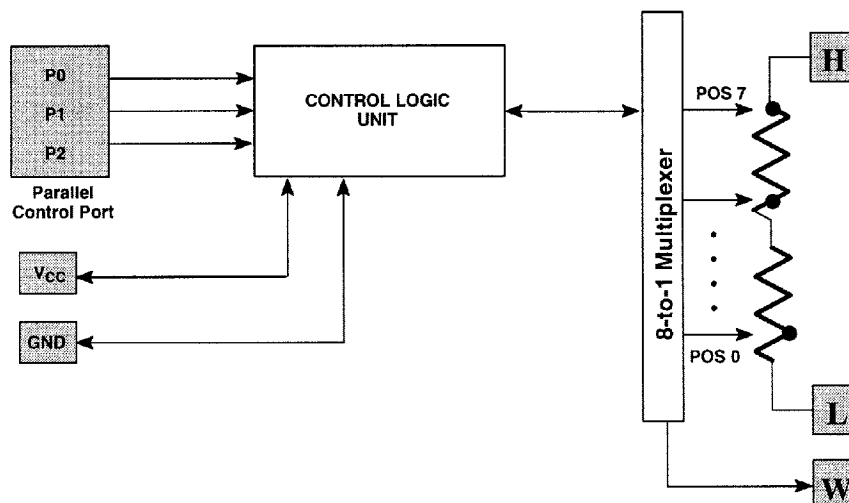 P0
P1
P2
Parallel
Control Port
CONTROL LOGIC
UNIT
VCC
GND
8-to-1 Multiplexer
POS 7
POS 0
H
L
W